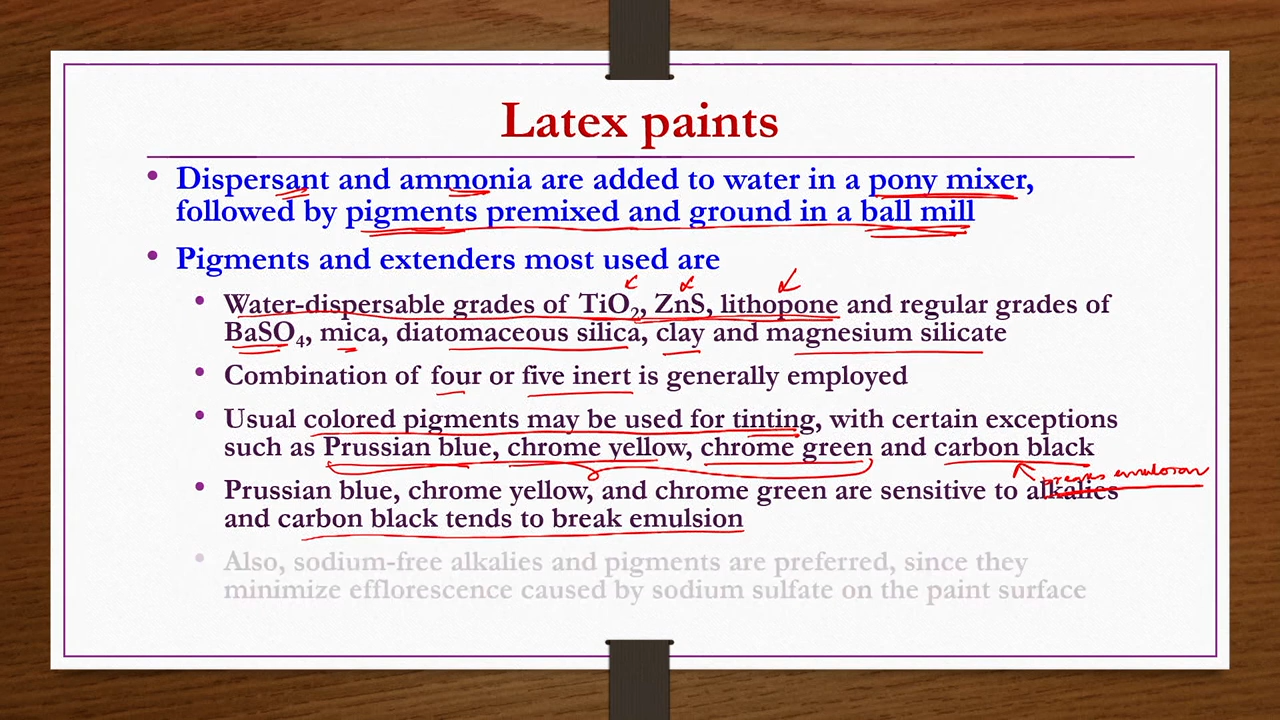 Latex paints
• Dispersant and ammonia are added to water in a pony mixer,
followed by pigments premixed and ground in a ball mill
• Pigments and extenders most used are
• Water-dispersable grades of TiO₂, ZnS, lithopone and regular grades of
BaSO₄, mica, diatomaceous silica, clay and magnesium silicate
• Combination of four or five inert is generally employed
• Usual colored pigments may be used for tinting, with certain exceptions
such as Prussian blue, chrome yellow, chrome green and carbon black
breaks emulsion
• Prussian blue, chrome yellow, and chrome green are sensitive to alkalies
and carbon black tends to break emulsion
• Also, sodium-free alkalies and pigments are preferred, since they
minimize efflorescence caused by sodium sulfate on the paint surface